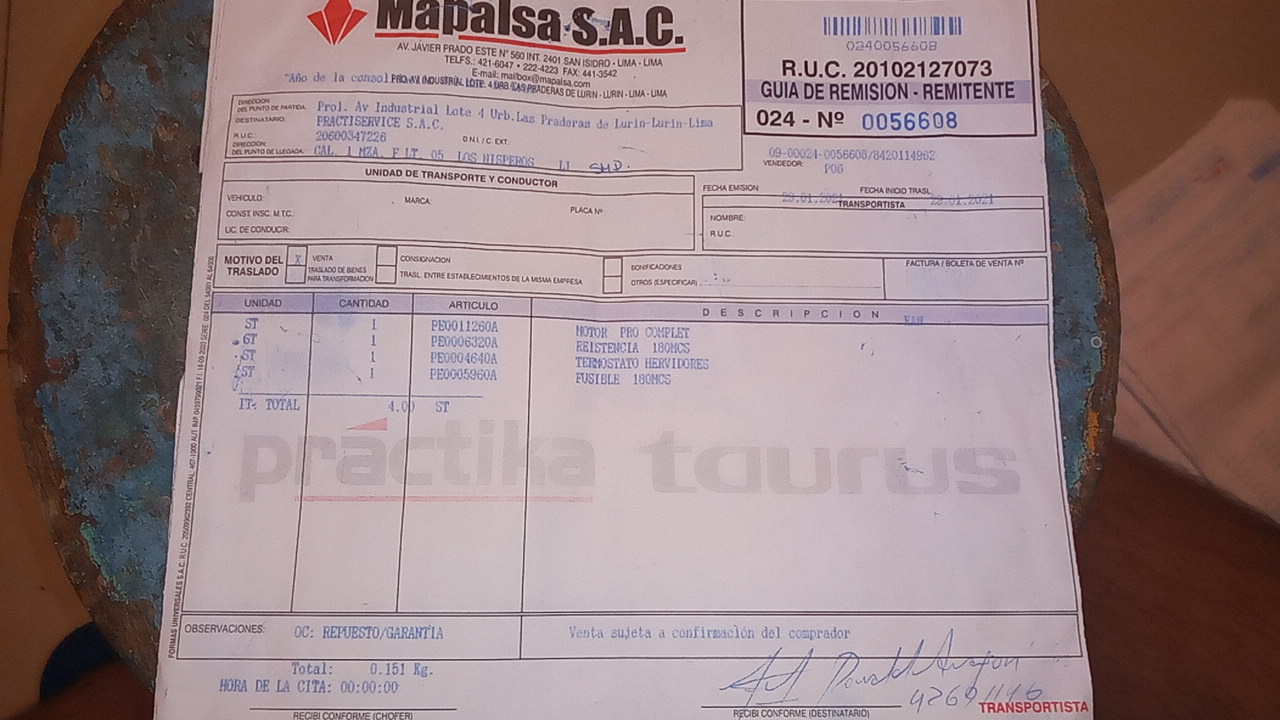 Mapalsa S.A.C.
AV. JAVIER PRADO ESTE N° 560 INT. 2401 SAN ISIDRO - LIMA - LIMA
TELFS.: 421-6047 • 222-4223 FAX: 441-3542
E-mail: mailbox@mapalsa.com
"Año de la
URB. LAS PRADERAS DE LURIN - LURIN - LIMA - LIMA
0240056608
R.U.C. 20102127073
GUIA DE REMISION - REMITENTE
024 - Nº 0056608
DIRECCION DEL PUNTO DE PARTIDA: Prol. Av Industrial Lote 4 Urb.Las Praderas de Lurin-Lurin-Lima
DESTINATARIO: PRACTISERVICE S.A.C.
R.U.C.: 20600347226 D.N.I./C. EXT.
DIRECCION DEL PUNTO DE LLEGADA: CAL. 1 MZA. F LT. 05 LOS NISPEROS LI
09-00024-0056608/8420114962
VENDEDOR: P06
UNIDAD DE TRANSPORTE Y CONDUCTOR
VEHICULO: MARCA: PLACA Nº:
CONST. INSC. M.T.C.
LIC. DE CONDUCIR:
FECHA EMISION 23.01.2021 FECHA INICIO TRASL. 23.01.2021
TRANSPORTISTA
NOMBRE:
R.U.C.
MOTIVO DEL TRASLADO
X VENTA
TRASLADO DE BIENES PARA TRANSFORMACION
CONSIGNACION
TRASL. ENTRE ESTABLECIMIENTOS DE LA MISMA EMPRESA
BONIFICACIONES
OTROS (ESPECIFICAR)
FACTURA / BOLETA DE VENTA Nº
UNIDAD CANTIDAD ARTICULO DESCRIPCION
ST 1 PE0011260A MOTOR PRO COMPLET
ST 1 PE0006320A REISTENCIA 180MCS
ST 1 PE0004640A TERMOSTATO HERVIDORES
ST 1 PE0005960A FUSIBLE 180MCS
IT: TOTAL 4.00 ST
práctika taurus
OBSERVACIONES: OC: REPUESTO/GARANTIA
Venta sujeta a confirmación del comprador
Total: 0.151 Kg.
HORA DE LA CITA: 00:00:00
RECIBI CONFORME (CHOFER)
RECIBI CONFORME (DESTINATARIO)
TRANSPORTISTA